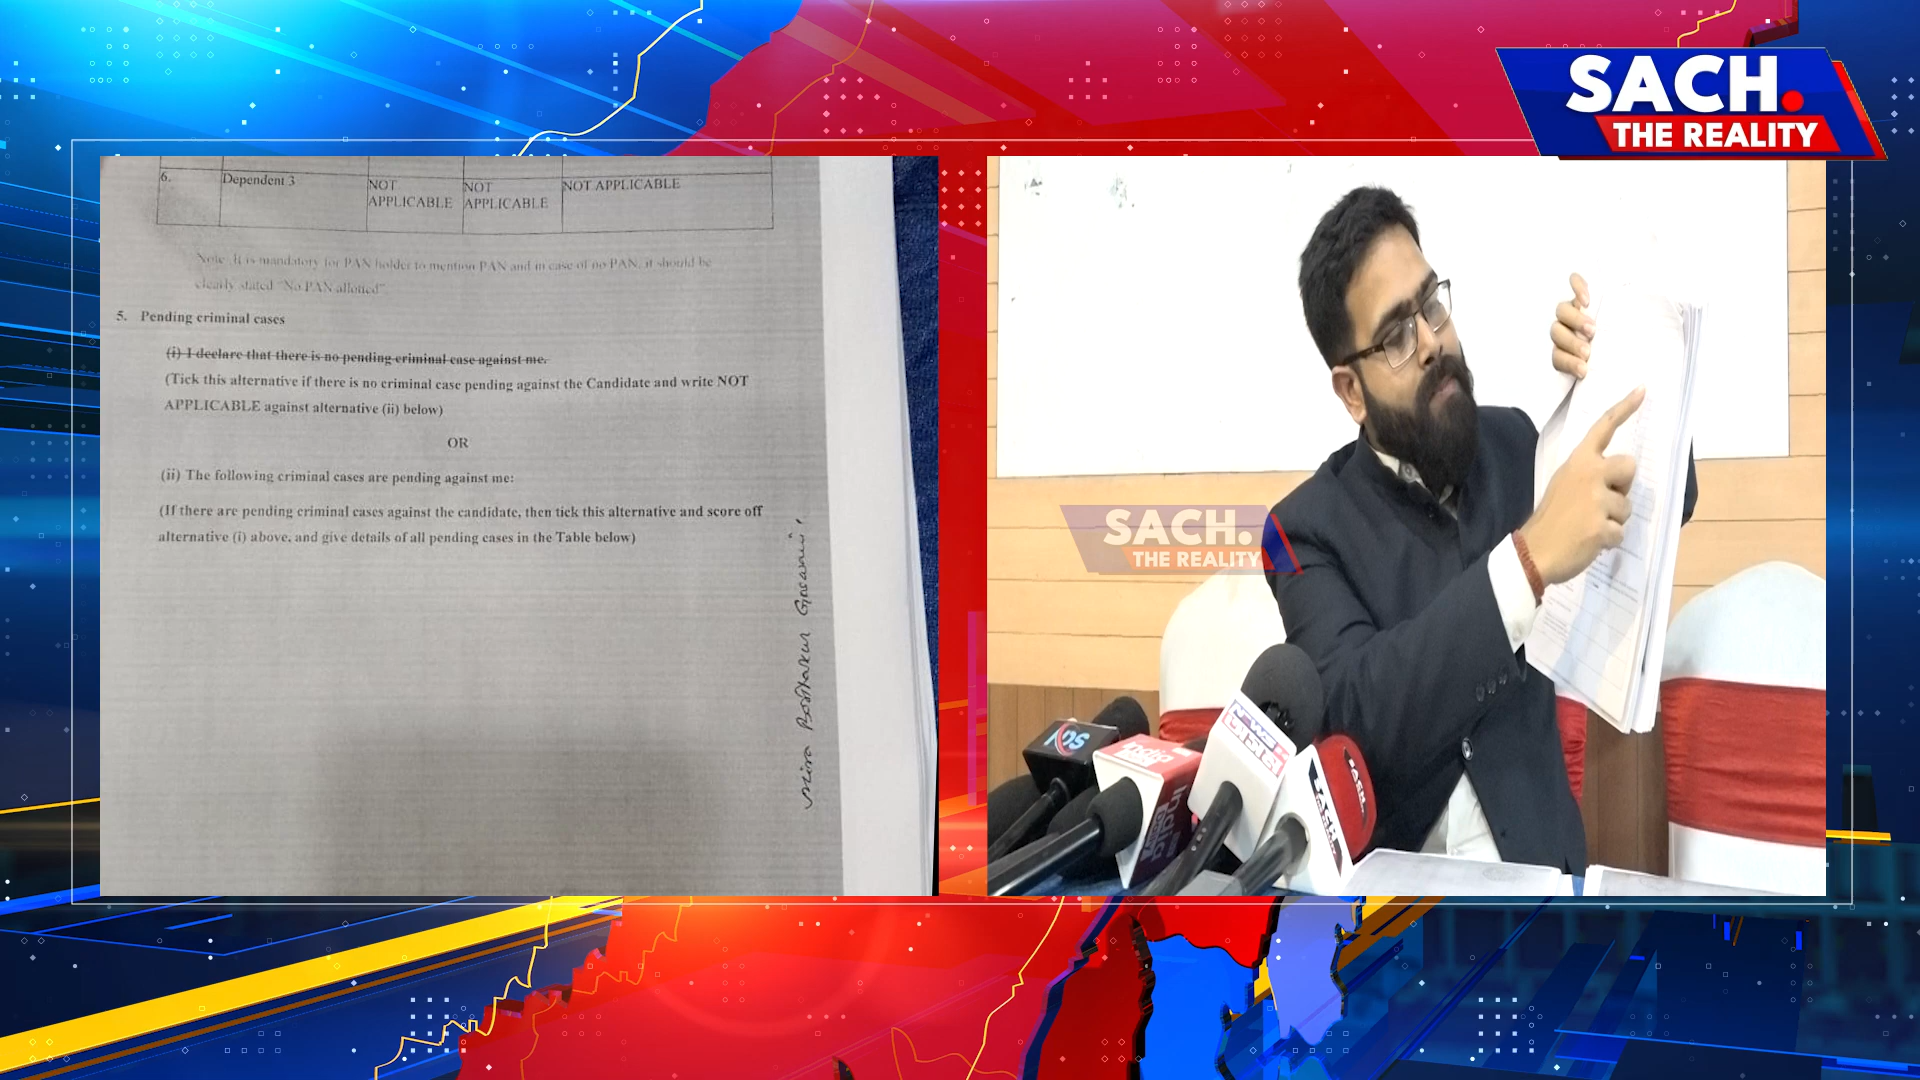 SACH.
THE REALITY
6.
Dependent 3
NOT
APPLICABLE
NOT
APPLICABLE
NOT APPLICABLE
Note: It is mandatory for PAN holder to mention PAN and in case of no PAN, it should be
clearly stated "No PAN allotted"
5. Pending criminal cases
(i) I declare that there is no pending criminal case against me.
(Tick this alternative if there is no criminal case pending against the Candidate and write NOT
APPLICABLE against alternative (ii) below)
OR
(ii) The following criminal cases are pending against me:
(If there are pending criminal cases against the candidate, then tick this alternative and score off
alternative (i) above, and give details of all pending cases in the Table below)
Mira Borthakur Goswami
SACH.
THE REALITY
India
SACH.